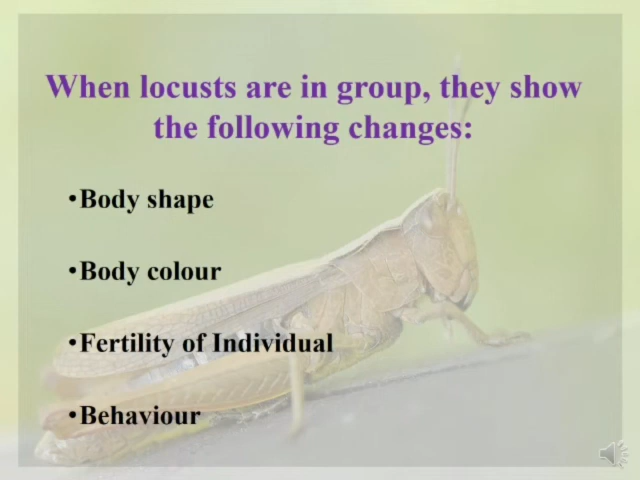 When locusts are in group, they show
the following changes:
•Body shape
•Body colour
•Fertility of Individual
•Behaviour